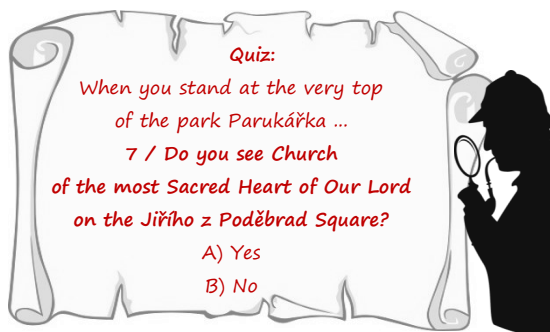 Quiz:
When you stand at the very top
of the park Parukářka ...
7 / Do you see Church
of the most Sacred Heart of Our Lord
on the Jiřího z Poděbrad Square?
A) Yes
B) No